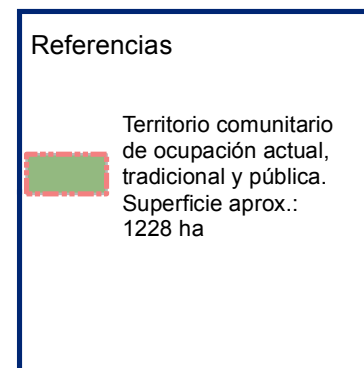 Referencias
Territorio comunitario
de ocupación actual,
tradicional y pública.
Superficie aprox.:
1228 ha